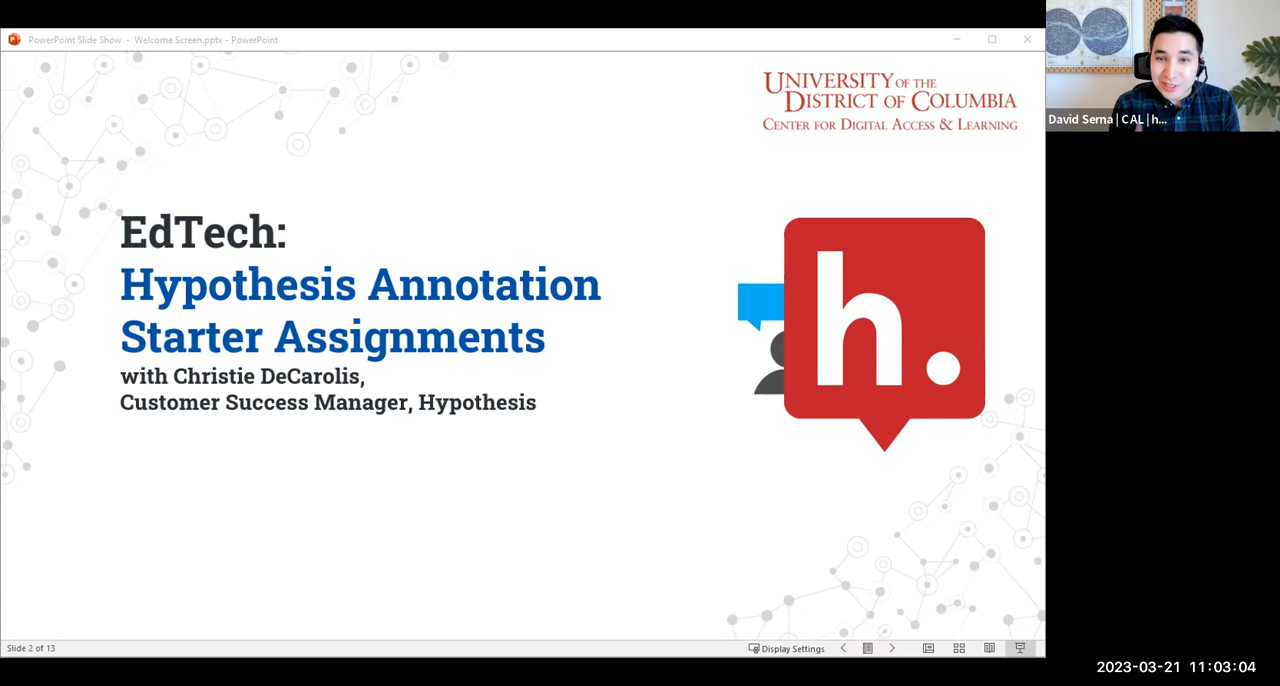 PowerPoint Slide Show - Welcome Screen.pptx - PowerPoint
UNIVERSITY OF THE
DISTRICT OF COLUMBIA
CENTER FOR DIGITAL ACCESS & LEARNING
David Serna | CAL | h...
EdTech:
Hypothesis Annotation
Starter Assignments
with Christie DeCarolis,
Customer Success Manager, Hypothesis
h.
Slide 2 of 13
Display Settings
2023-03-21 11:03:04